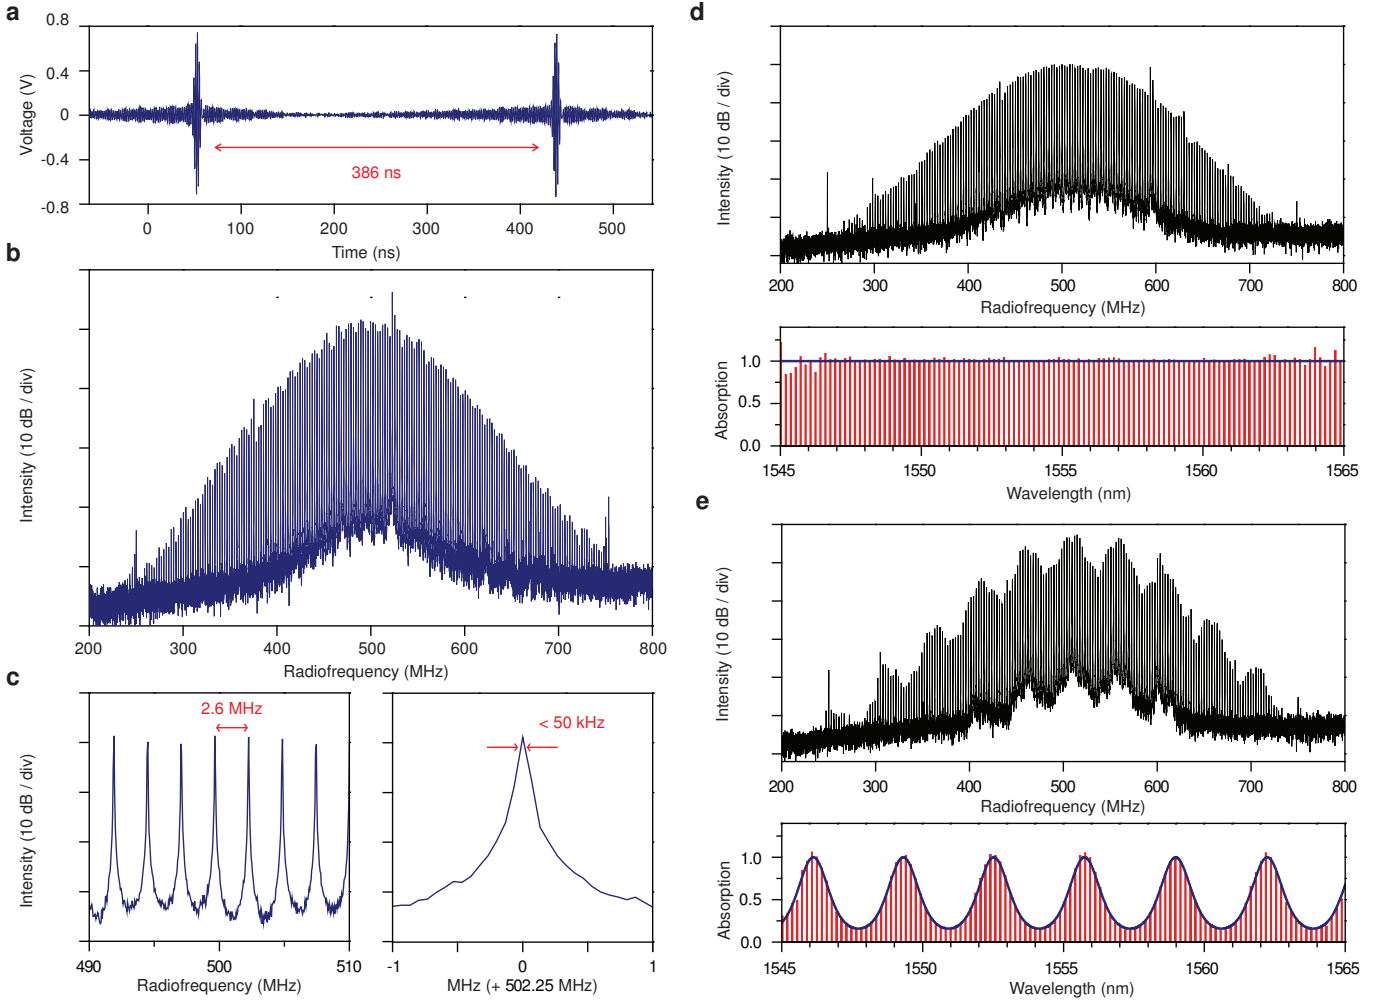 a
0.8
0.4
0
-0.4
-0.8
Voltage (V)
386 ns
0 100 200 300 400 500
Time (ns)
b
Intensity (10 dB / div)
200 300 400 500 600 700 800
Radiofrequency (MHz)
c
Intensity (10 dB / div)
2.6 MHz
490 500 510
Radiofrequency (MHz)
< 50 kHz
-1 0 1
MHz (+ 502.25 MHz)
d
Intensity (10 dB / div)
200 300 400 500 600 700 800
Radiofrequency (MHz)
Absorption
1.0
0.5
0.0
1545 1550 1555 1560 1565
Wavelength (nm)
e
Intensity (10 dB / div)
200 300 400 500 600 700 800
Radiofrequency (MHz)
Absorption
1.0
0.5
0.0
1545 1550 1555 1560 1565
Wavelength (nm)